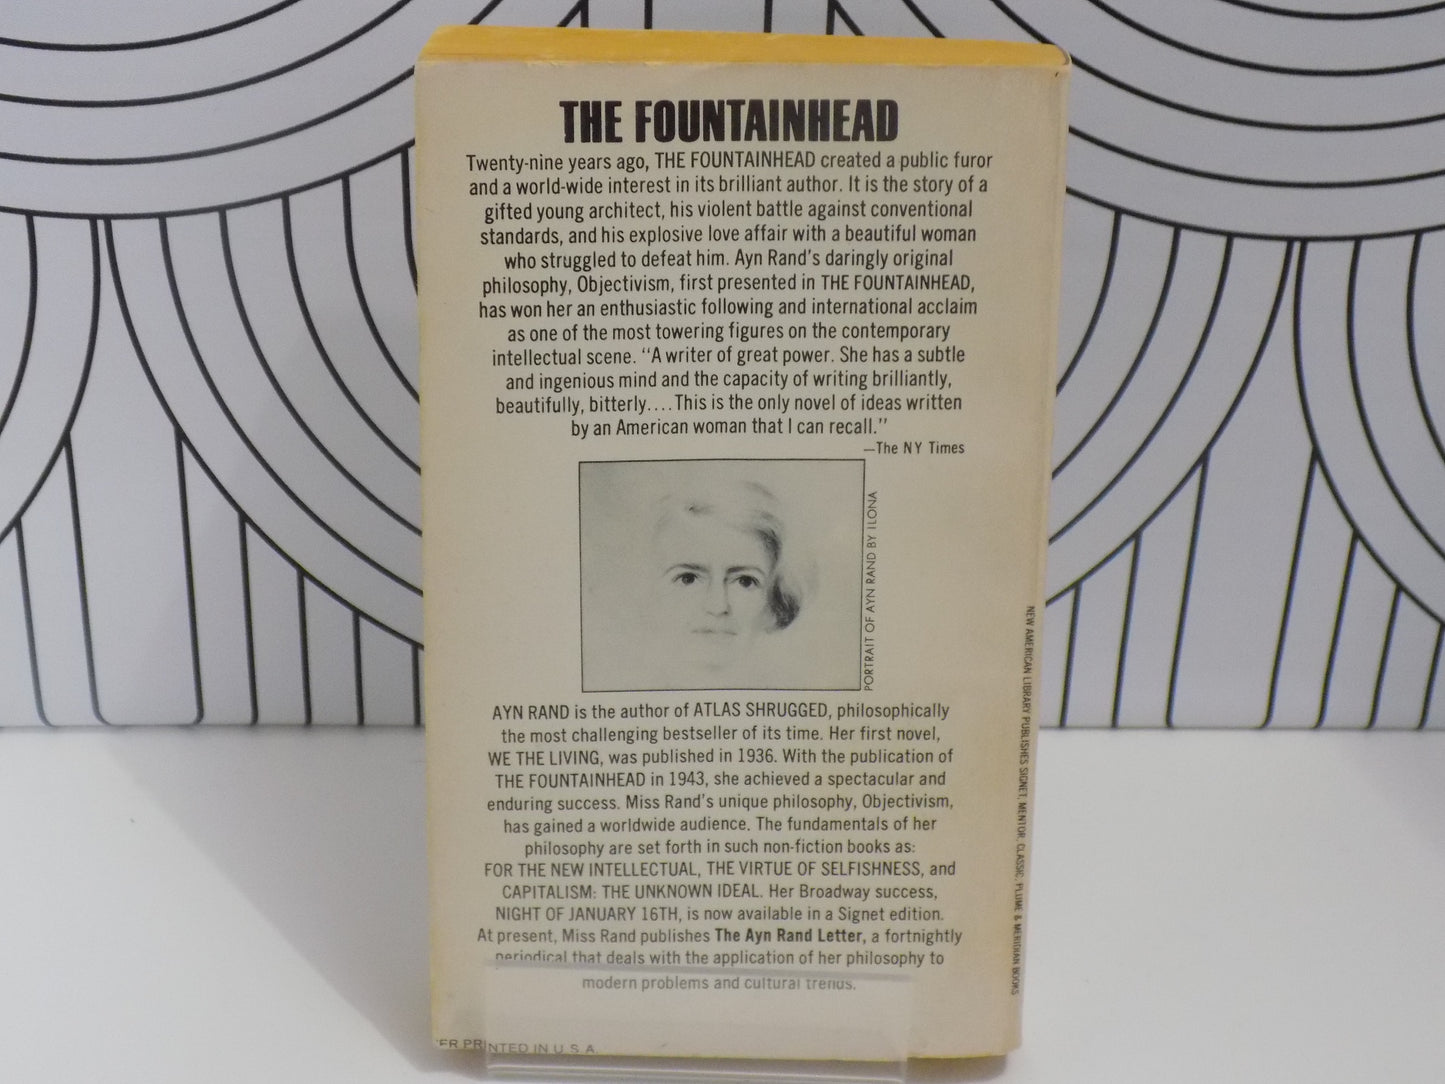 THE FOUNTAINHEAD
Twenty-nine years ago, THE FOUNTAINHEAD created a public furor
and a world-wide interest in its brilliant author. It is the story of a
gifted young architect, his violent battle against conventional
standards, and his explosive love affair with a beautiful woman
who struggled to defeat him. Ayn Rand's daringly original
philosophy, Objectivism, first presented in THE FOUNTAINHEAD,
has won her an enthusiastic following and international acclaim
as one of the most towering figures on the contemporary
intellectual scene. "A writer of great power. She has a subtle
and ingenious mind and the capacity of writing brilliantly,
beautifully, bitterly.... This is the only novel of ideas written
by an American woman that I can recall."
—The NY Times
PORTRAIT OF AYN RAND BY ILONA
AYN RAND is the author of ATLAS SHRUGGED, philosophically
the most challenging bestseller of its time. Her first novel,
WE THE LIVING, was published in 1936. With the publication of
THE FOUNTAINHEAD in 1943, she achieved a spectacular and
enduring success. Miss Rand's unique philosophy, Objectivism,
has gained a worldwide audience. The fundamentals of her
philosophy are set forth in such non-fiction books as:
FOR THE NEW INTELLECTUAL, THE VIRTUE OF SELFISHNESS, and
CAPITALISM: THE UNKNOWN IDEAL. Her Broadway success,
NIGHT OF JANUARY 16TH, is now available in a Signet edition.
At present, Miss Rand publishes The Ayn Rand Letter, a fortnightly
periodical that deals with the application of her philosophy to
modern problems and cultural trends.
NEW AMERICAN LIBRARY PUBLISHES SIGNET, MENTOR, CLASSIC, PLUME & MERIDIAN BOOKS
ER PRINTED IN U.S.A.